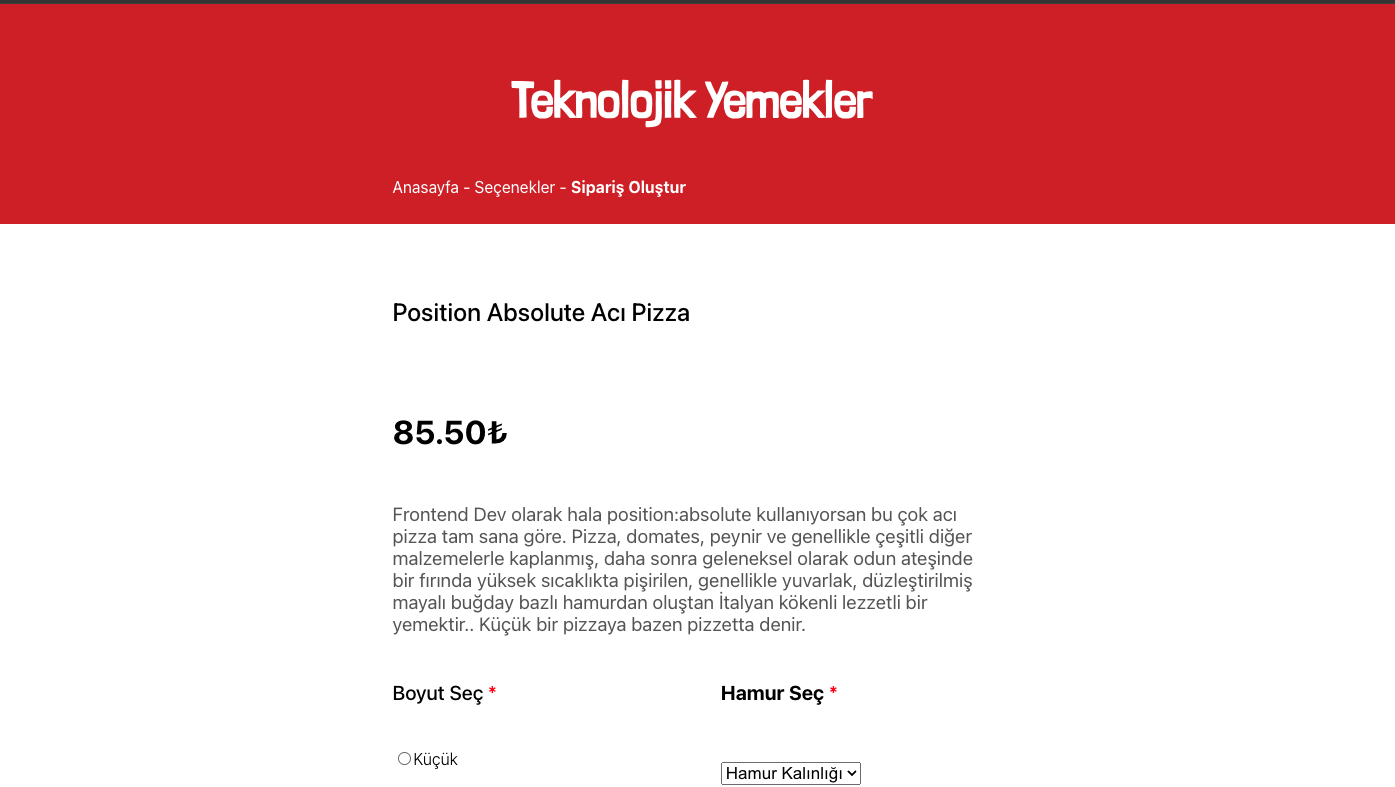 Teknolojik Yemekler
Anasayfa - Seçenekler - Sipariş Oluştur
Position Absolute Acı Pizza
85.50₺
Frontend Dev olarak hala position:absolute kullanıyorsan bu çok acı
pizza tam sana göre. Pizza, domates, peynir ve genellikle çeşitli diğer
malzemelerle kaplanmış, daha sonra geleneksel olarak odun ateşinde
bir fırında yüksek sıcaklıkta pişirilen, genellikle yuvarlak, düzleştirilmiş
mayalı buğday bazlı hamurdan oluştan İtalyan kökenli lezzetli bir
yemektir.. Küçük bir pizzaya bazen pizzetta denir.
Boyut Seç *
Hamur Seç *
Küçük
Hamur Kalınlığı